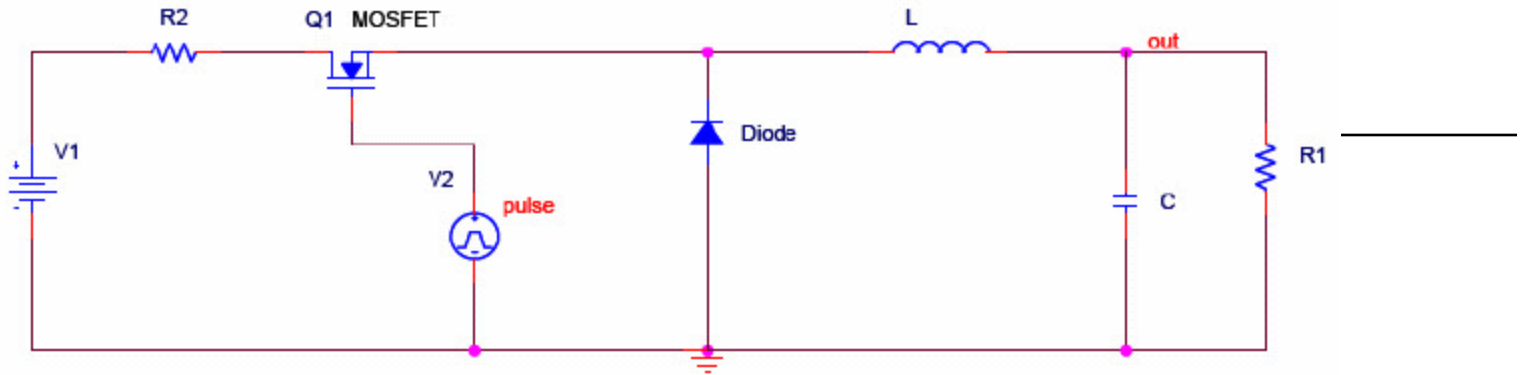 R2
Q1 MOSFET
L
out
V1
Diode
R1
V2
pulse
C
+
-
+
-